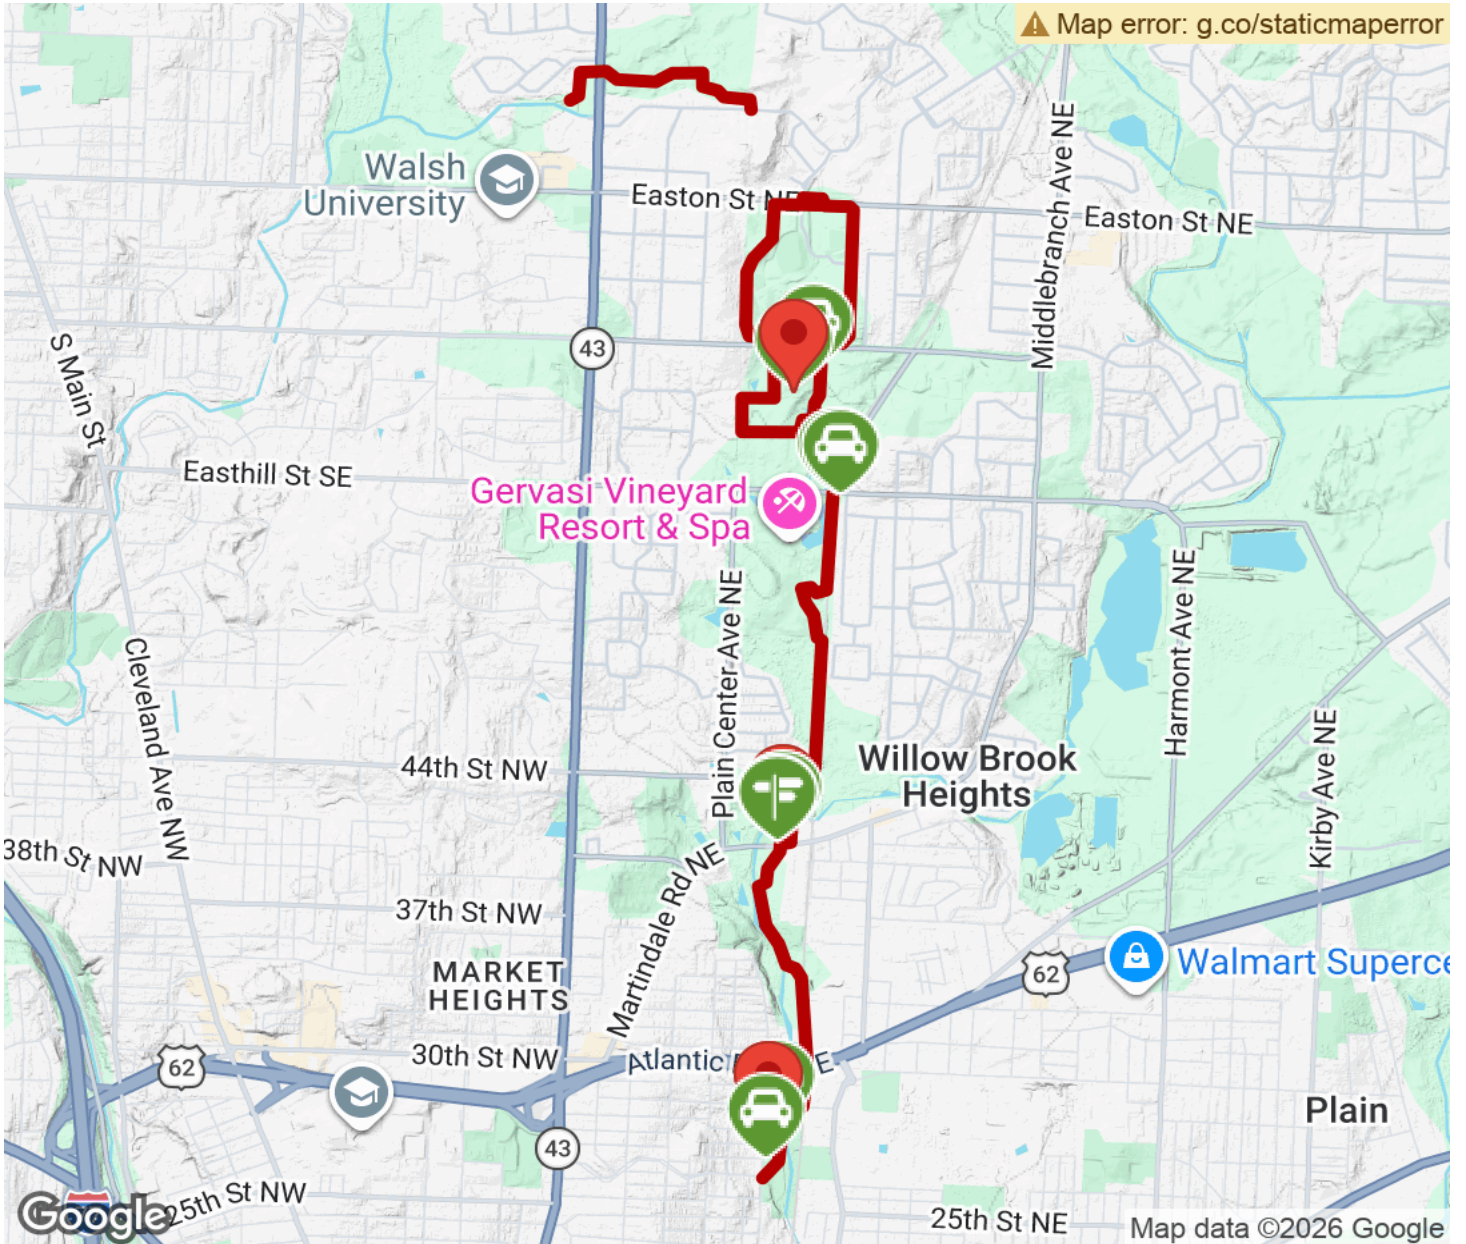 Map error: g.co/staticmaperror
Walsh
University
Easton St NE
Easton St NE
Middlebranch Ave NE
43
S Main St
Easthill St SE
Gervasi Vineyard
Resort & Spa
Plain Center Ave NE
Harmont Ave NE
Cleveland Ave NW
44th St NW
Willow Brook
Heights
Kirby Ave NE
38th St NW
Martindale Rd NE
37th St NW
MARKET
HEIGHTS
62
Walmart Superce
30th St NW
Atlantic
E
62
Plain
43
25th St NW
25th St NE
Google
Map data ©2026 Google